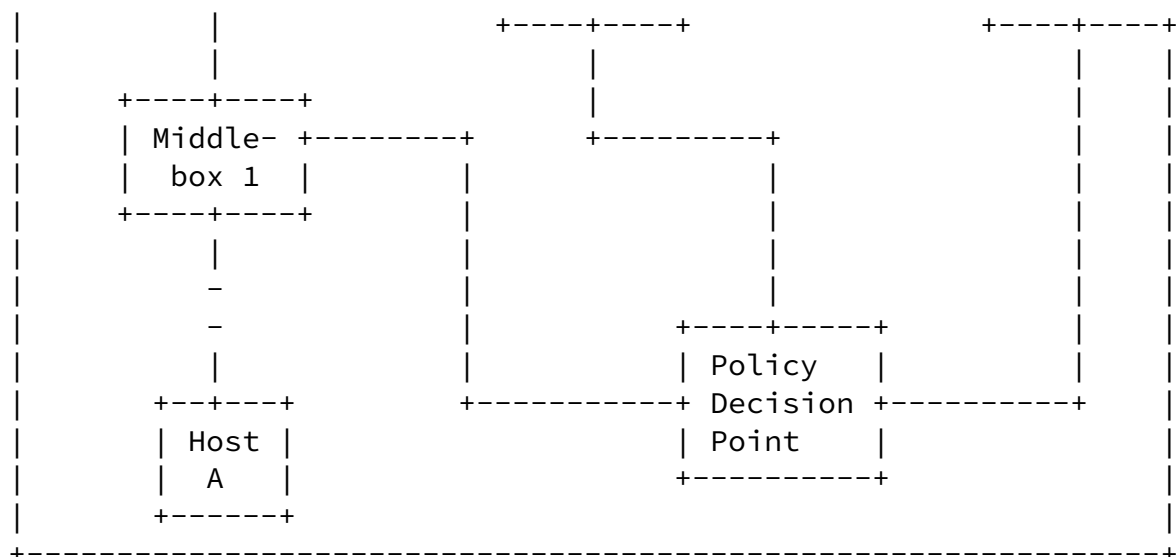 |          |               +----+----+                +----+----+
|          |                    |                          |    |
|     +----+----+               |                          |    |
|     | Middle- +--------+      +---------+                |    |
|     |  box 1  |        |                |                |    |
|     +----+----+        |                |                |    |
|          |             |                |                |    |
|          -             |                |                |    |
|          -             |           +----+-----+          |    |
|          |             |           | Policy   |          |    |
|       +--+---+         +-----------+ Decision +----------+    |
|       | Host |                     | Point    |               |
|       |  A   |                     +----------+               |
|       +------+                                                |
+---------------------------------------------------------------+